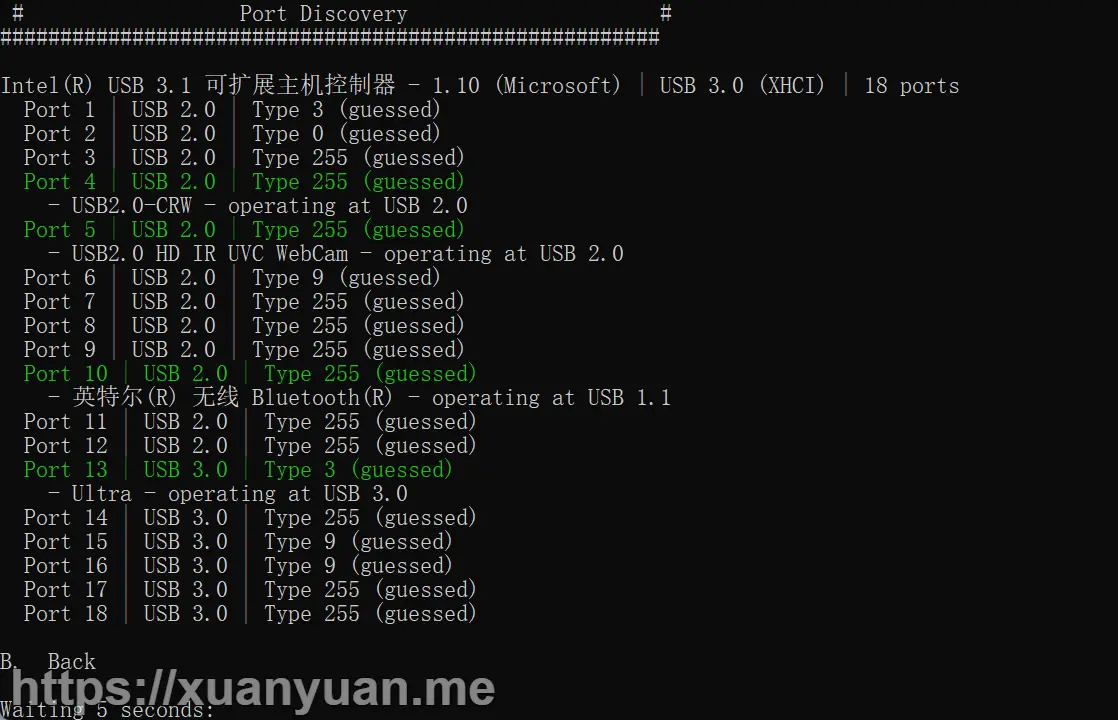 # Port Discovery #
#######################################################
Intel(R) USB 3.1 可扩展主机控制器 - 1.10 (Microsoft) | USB 3.0 (XHCI) | 18 ports
Port 1 | USB 2.0 | Type 3 (guessed)
Port 2 | USB 2.0 | Type 0 (guessed)
Port 3 | USB 2.0 | Type 255 (guessed)
Port 4 | USB 2.0 | Type 255 (guessed)
- USB2.0-CRW - operating at USB 2.0
Port 5 | USB 2.0 | Type 255 (guessed)
- USB2.0 HD IR UVC WebCam - operating at USB 2.0
Port 6 | USB 2.0 | Type 9 (guessed)
Port 7 | USB 2.0 | Type 255 (guessed)
Port 8 | USB 2.0 | Type 255 (guessed)
Port 9 | USB 2.0 | Type 255 (guessed)
Port 10 | USB 2.0 | Type 255 (guessed)
- 英特尔(R) 无线 Bluetooth(R) - operating at USB 1.1
Port 11 | USB 2.0 | Type 255 (guessed)
Port 12 | USB 2.0 | Type 255 (guessed)
Port 13 | USB 3.0 | Type 3 (guessed)
- Ultra - operating at USB 3.0
Port 14 | USB 3.0 | Type 255 (guessed)
Port 15 | USB 3.0 | Type 9 (guessed)
Port 16 | USB 3.0 | Type 9 (guessed)
Port 17 | USB 3.0 | Type 255 (guessed)
Port 18 | USB 3.0 | Type 255 (guessed)
B. Back
https://xuanyuan.me
Waiting 5 seconds: